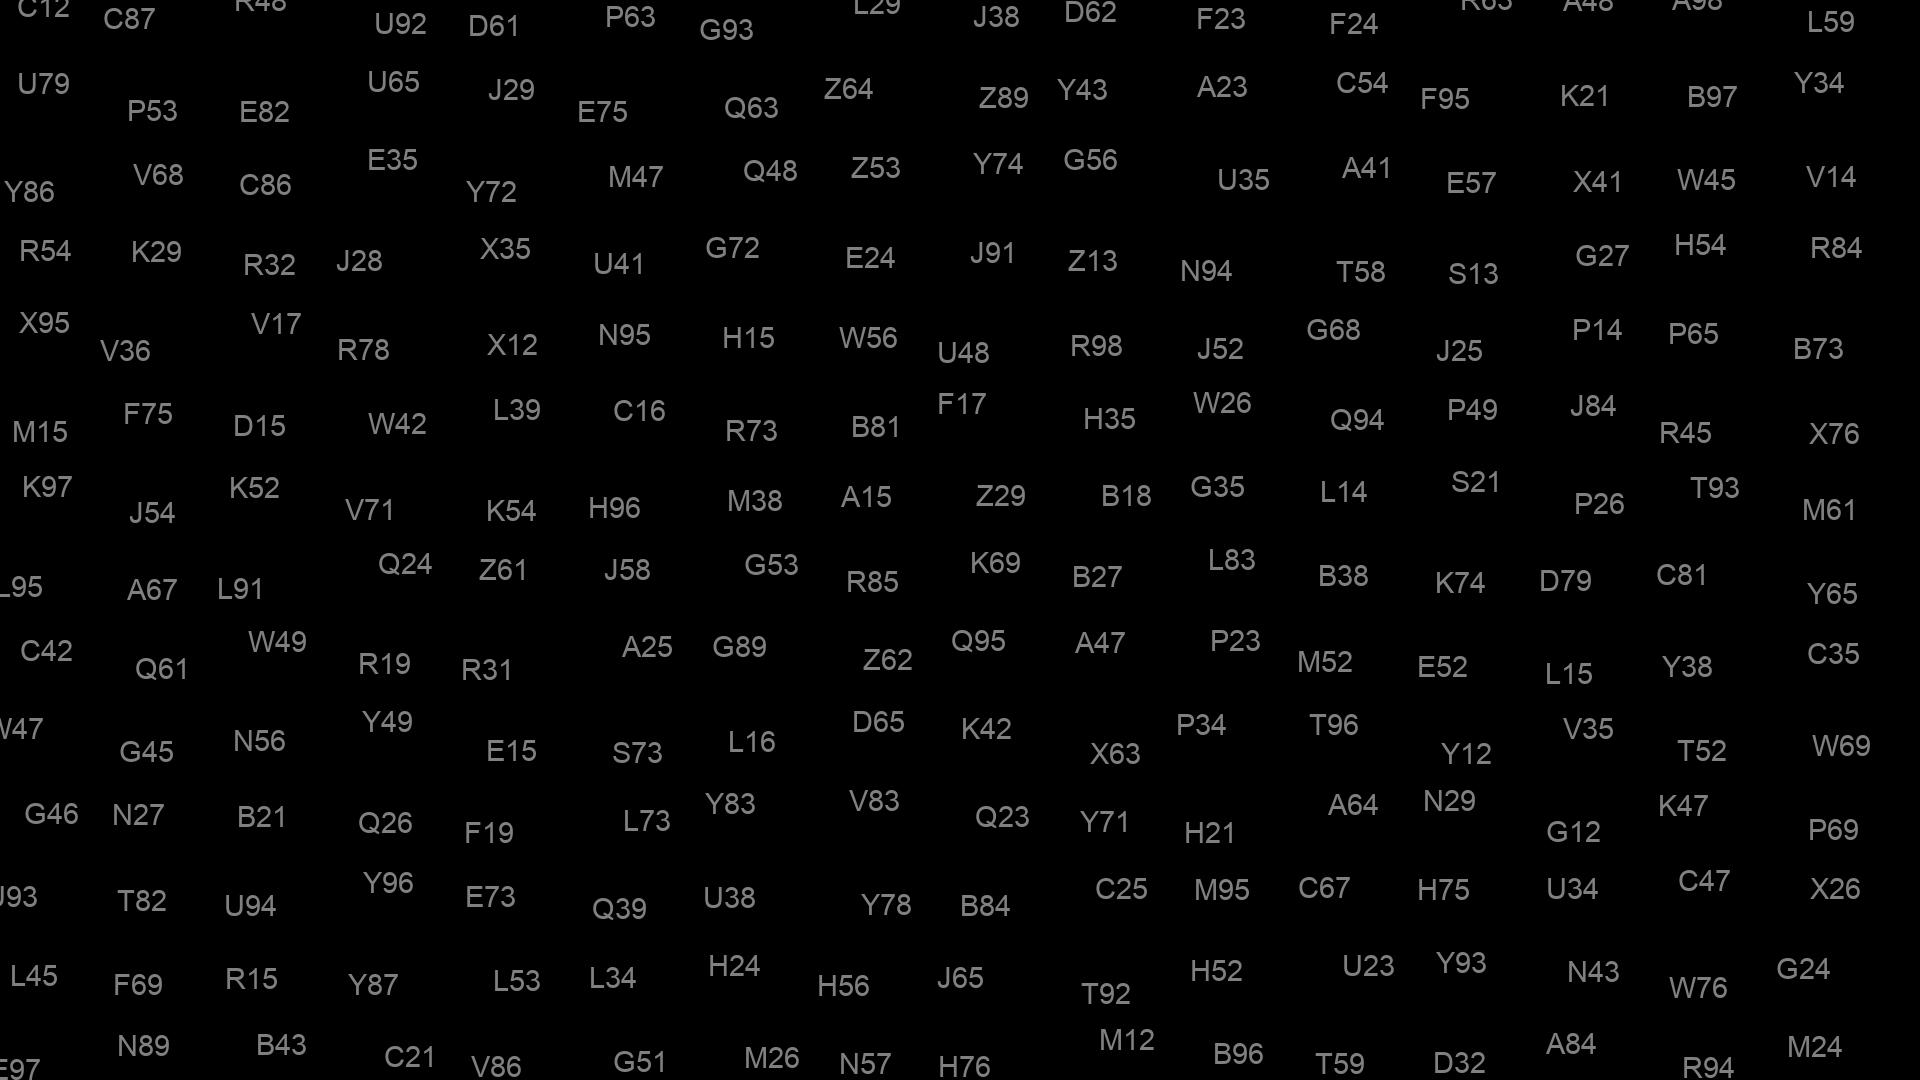 C12 C87 R48 U92 D61 P63 G93 L29 J38 D62 F23 F24 R63 A48 A98 L59
U79 P53 E82 U65 J29 E75 Q63 Z64 Z89 Y43 A23 C54 F95 K21 B97 Y34
Y86 V68 C86 E35 Y72 M47 Q48 Z53 Y74 G56 U35 A41 E57 X41 W45 V14
R54 K29 R32 J28 X35 U41 G72 E24 J91 Z13 N94 T58 S13 G27 H54 R84
X95 V36 V17 R78 X12 N95 H15 W56 U48 R98 J52 G68 J25 P14 P65 B73
M15 F75 D15 W42 L39 C16 R73 B81 F17 H35 W26 Q94 P49 J84 R45 X76
K97 J54 K52 V71 K54 H96 M38 A15 Z29 B18 G35 L14 S21 P26 T93 M61
L95 A67 L91 Q24 Z61 J58 G53 R85 K69 B27 L83 B38 K74 D79 C81 Y65
C42 Q61 W49 R19 R31 A25 G89 Z62 Q95 A47 P23 M52 E52 L15 Y38 C35
W47 G45 N56 Y49 E15 S73 L16 D65 K42 X63 P34 T96 Y12 V35 T52 W69
G46 N27 B21 Q26 F19 L73 Y83 V83 Q23 Y71 H21 A64 N29 G12 K47 P69
T82 U94 Y96 E73 Q39 U38 Y78 B84 C25 M95 C67 H75 U34 C47 X26
L45 F69 R15 Y87 L53 L34 H24 H56 J65 T92 H52 U23 Y93 N43 W76 G24
E97 N89 B43 C21 V86 G51 M26 N57 H76 M12 B96 T59 D32 A84 R94 M24